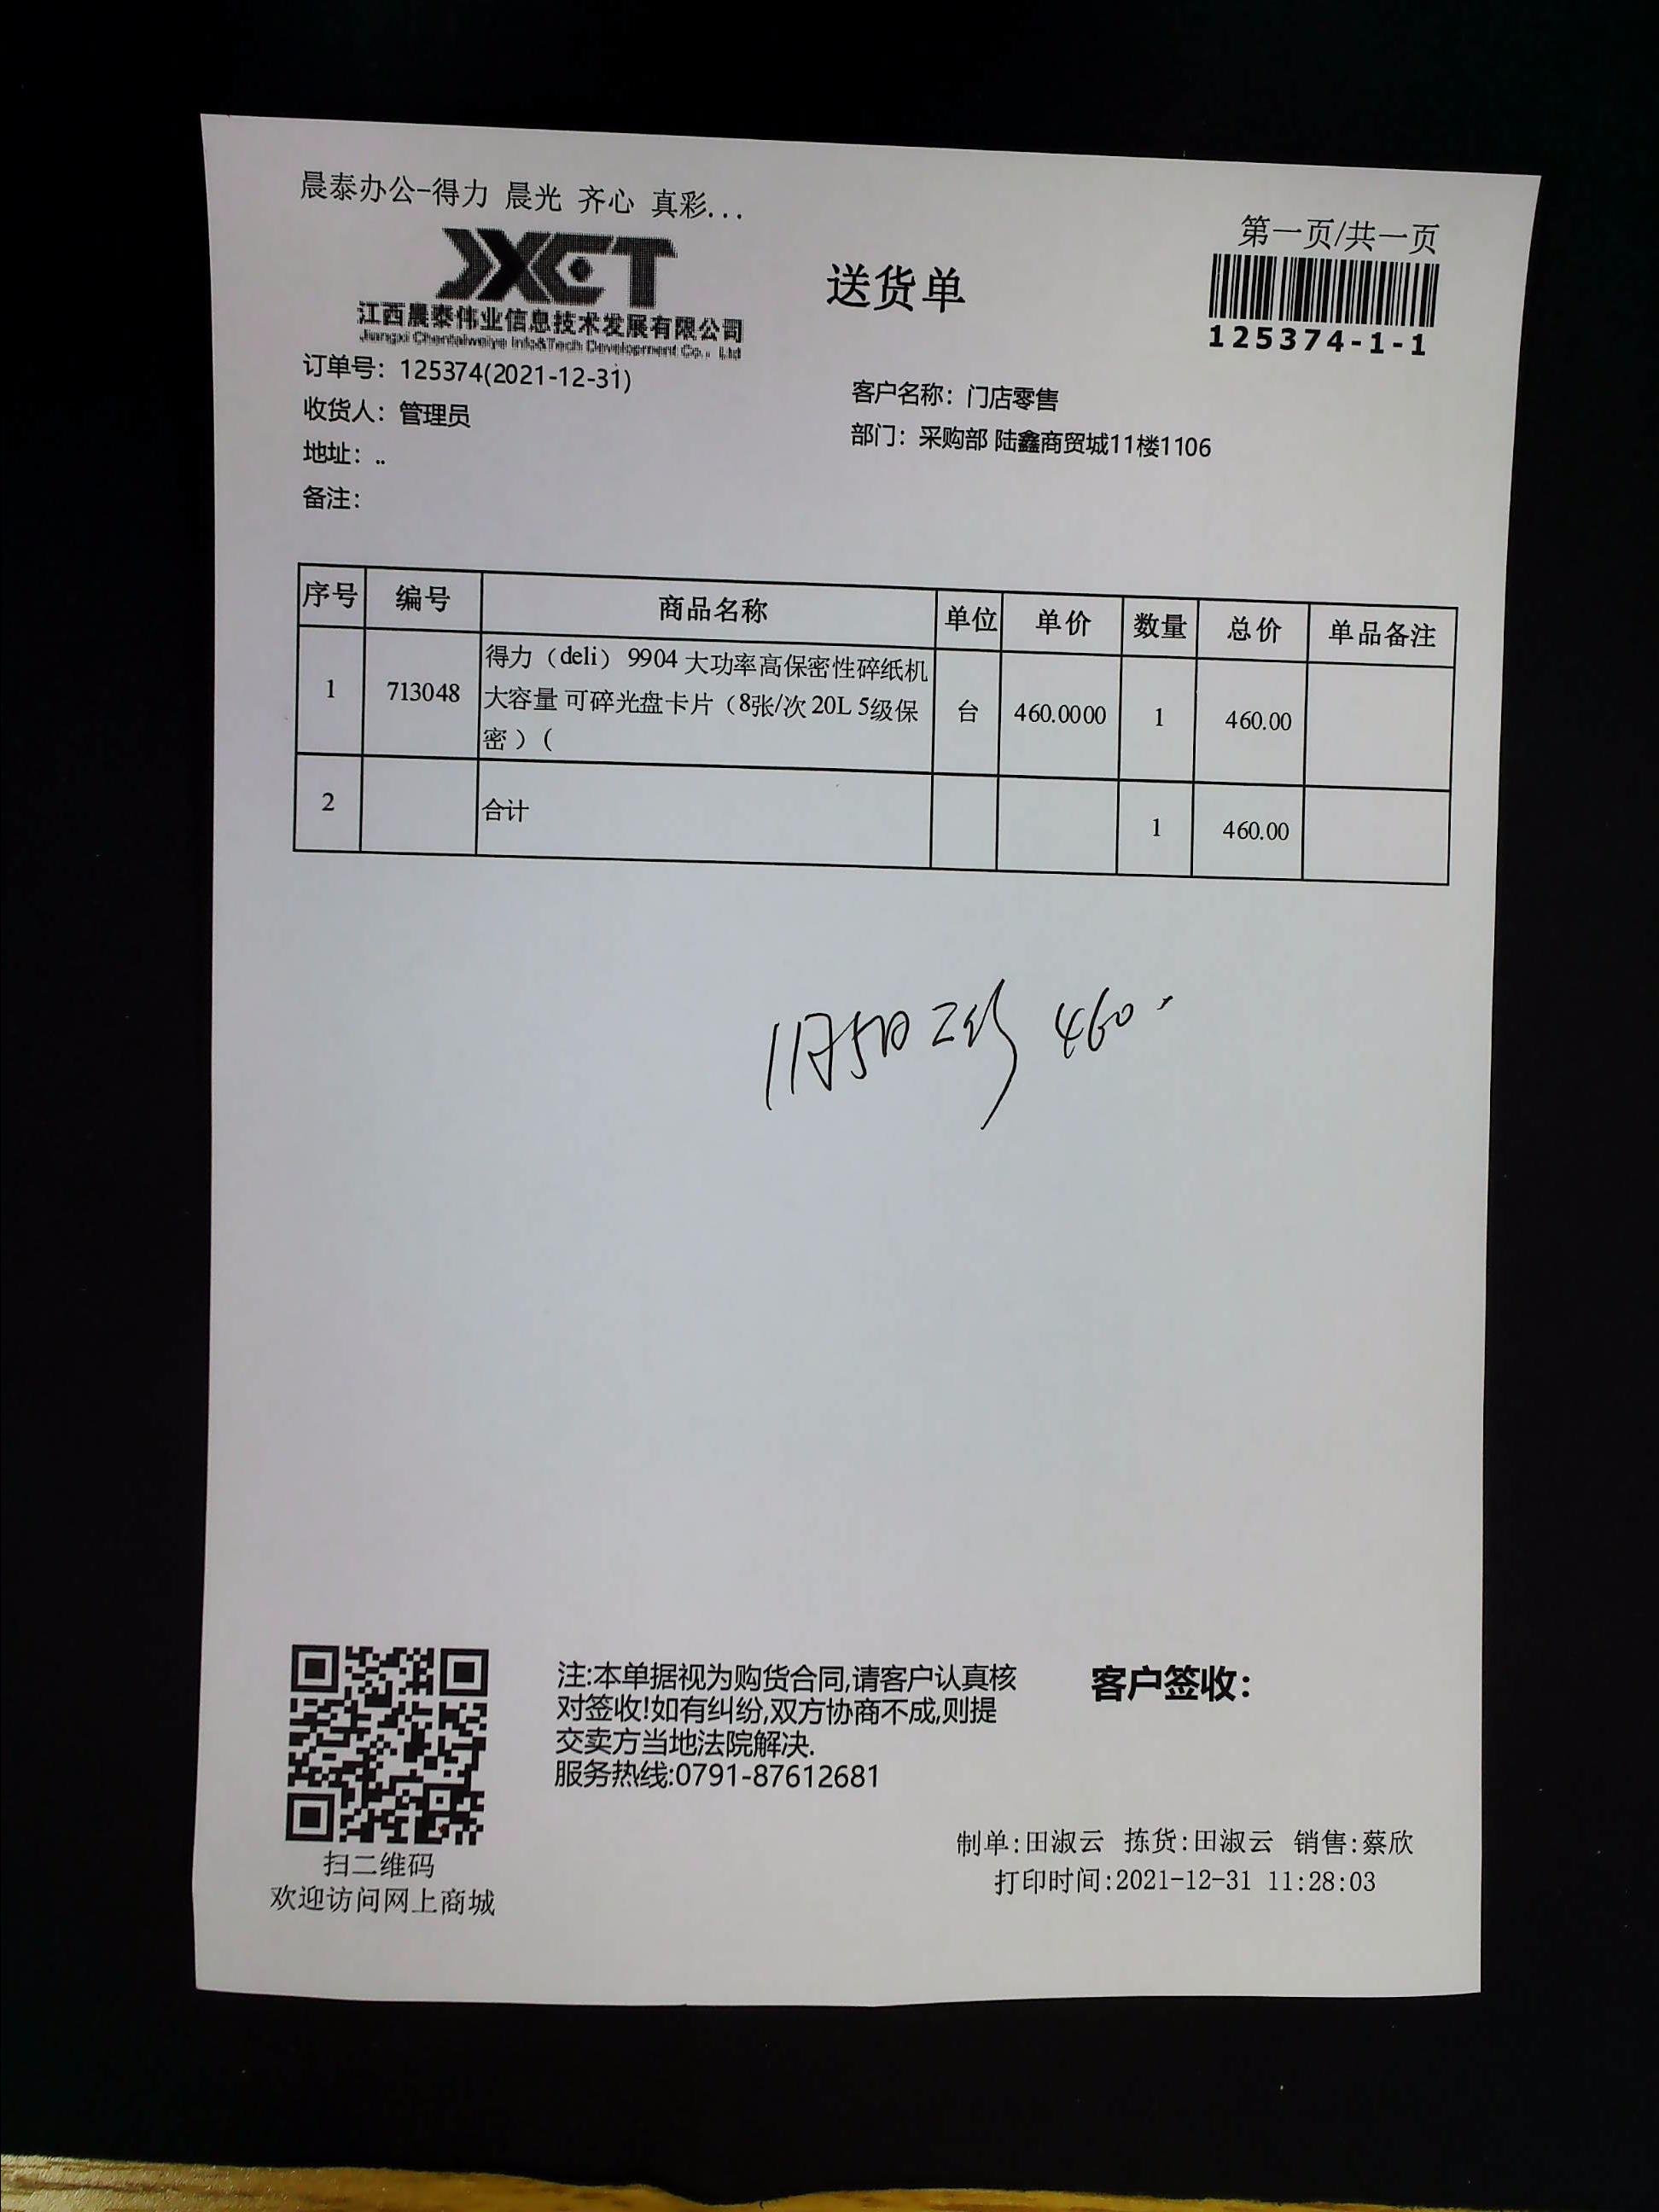 晨泰办公-得力 晨光 齐心 真彩...
第一页/共一页
JXCT
送货单
江西晨泰伟业信息技术发展有限公司
Jiangxi Chentaiweiye Info&Tech Development Co., Ltd
125374-1-1
订单号：125374(2021-12-31)
客户名称：门店零售
收货人：管理员
部门：采购部 陆鑫商贸城11楼1106
地址：..
备注：
序号 编号 商品名称 单位 单价 数量 总价 单品备注
1 713048 得力（deli）9904 大功率高保密性碎纸机 台 460.0000 1 460.00
大容量 可碎光盘卡片（8张/次 20L 5级保
密）（
2 合计 1 460.00
1月5日 460
注:本单据视为购货合同,请客户认真核
对签收!如有纠纷,双方协商不成,则提
交卖方当地法院解决.
服务热线:0791-87612681
客户签收：
扫二维码
欢迎访问网上商城
制单:田淑云 拣货:田淑云 销售:蔡欣
打印时间:2021-12-31 11:28:03